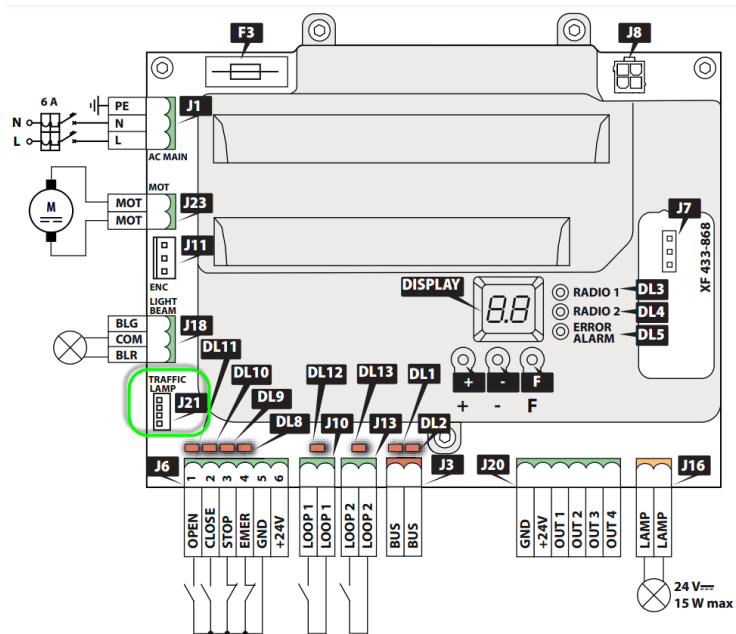 F3
J8
6 A
PE
J1
N
N
L
L
AC MAIN
MOT
M
MOT
J23
MOT
J7
J11
XF 433-868
ENC
DISPLAY
8.8
RADIO 1
DL3
RADIO 2
DL4
ERROR
ALARM
DL5
LIGHT
BEAM
BLG
J18
COM
BLR
DL11
+
-
F
+ - F
TRAFFIC
LAMP
J21
DL10
DL9
DL8
DL12
DL13
DL1
J10
J13
DL2
J6
1 2 3 4 5 6
J3
J20
J16
OPEN
CLOSE
STOP
EMER
GND
+24V
LOOP 1
LOOP 1
LOOP 2
LOOP 2
BUS
BUS
GND
+24V
OUT 1
OUT 2
OUT 3
OUT 4
LAMP
LAMP
24 V
15 W max